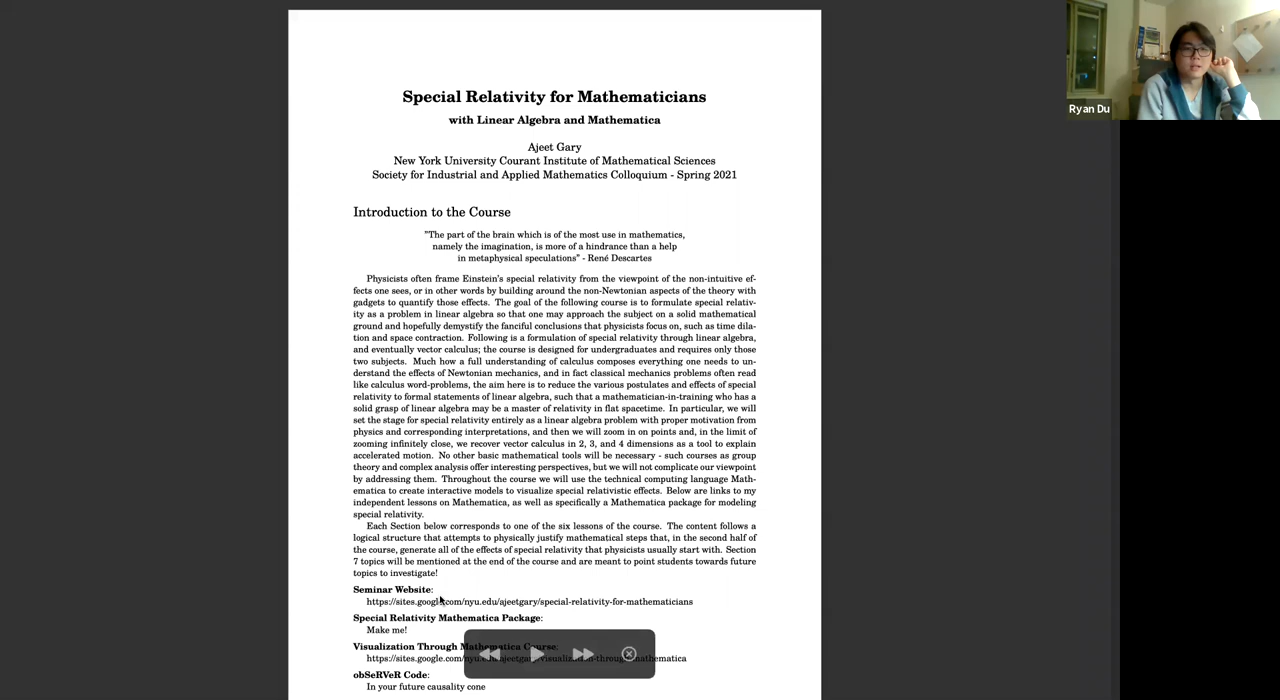 Special Relativity for Mathematicians
with Linear Algebra and Mathematica
Ajeet Gary
New York University Courant Institute of Mathematical Sciences
Society for Industrial and Applied Mathematics Colloquium - Spring 2021
Introduction to the Course
"The part of the brain which is of the most use in mathematics,
namely the imagination, is more of a hindrance than a help
in metaphysical speculations" - René Descartes
Physicists often frame Einstein's special relativity from the viewpoint of the non-intuitive ef-
fects one sees, or in other words by building around the non-Newtonian aspects of the theory with
gadgets to quantify those effects. The goal of the following course is to formulate special relativ-
ity as a problem in linear algebra so that one may approach the subject on a solid mathematical
ground and hopefully demystify the fanciful conclusions that physicists focus on, such as time dila-
tion and space contraction. Following is a formulation of special relativity through linear algebra,
and eventually vector calculus; the course is designed for undergraduates and requires only those
two subjects. Much how a full understanding of calculus composes everything one needs to un-
derstand the effects of Newtonian mechanics, and in fact classical mechanics problems often read
like calculus word-problems, the aim here is to reduce the various postulates and effects of special
relativity to formal statements of linear algebra, such that a mathematician-in-training who has a
solid grasp of linear algebra may be a master of relativity in flat spacetime. In particular, we will
set the stage for special relativity entirely as a linear algebra problem with proper motivation from
physics and corresponding interpretations, and then we will zoom in on points and, in the limit of
zooming infinitely close, we recover vector calculus in 2, 3, and 4 dimensions as a tool to explain
accelerated motion. No other basic mathematical tools will be necessary - such courses as group
theory and complex analysis offer interesting perspectives, but we will not complicate our viewpoint
by addressing them. Throughout the course we will use the technical computing language Math-
ematica to create interactive models to visualize special relativistic effects. Below are links to my
independent lessons on Mathematica, as well as specifically a Mathematica package for modeling
special relativity.
Each Section below corresponds to one of the six lessons of the course. The content follows a
logical structure that attempts to physically justify mathematical steps that, in the second half of
the course, generate all of the effects of special relativity that physicists usually start with. Section
7 topics will be mentioned at the end of the course and are meant to point students towards future
topics to investigate!
Seminar Website:
https://sites.google.com/nyu.edu/ajeetgary/special-relativity-for-mathematicians
Special Relativity Mathematica Package:
Make me!
Visualization Through Mathematica Course:
https://sites.google.com/nyu.edu/ajeetgary/visualization-through-mathematica
obSeRVeR Code:
In your future causality cone
Ryan Du